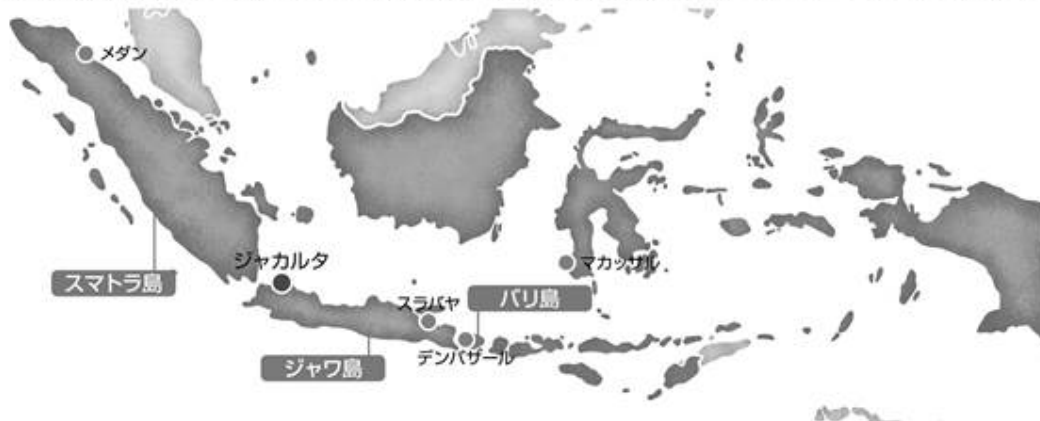 メダン
スマトラ島
ジャカルタ
スラバヤ
バリ島
マカッサル
デンパサール
ジャワ島